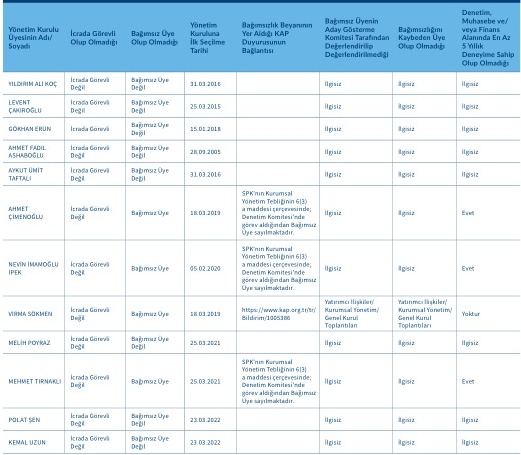 Yönetim Kurulu
Üyesinin Adı/
Soyadı
İcrada Görevli
Olup Olmadığı
Bağımsız Üye
Olup Olmadığı
Yönetim
Kuruluna
İlk Seçilme
Tarihi
Bağımsızlık Beyanının
Yer Aldığı KAP
Duyurusunun
Bağlantısı
Bağımsız Üyenin
Aday Gösterme
Komitesi Tarafından
Değerlendirilip
Değerlendirilmediği
Bağımsızlığını
Kaybeden Üye
Olup Olmadığı
Denetim,
Muhasebe ve/
veya Finans
Alanında En Az
5 Yıllık
Deneyime Sahip
Olup Olmadığı
YILDIRIM ALİ KOÇ
İcrada Görevli
Değil
Bağımsız Üye
Değil
31.03.2016
İlgisiz
İlgisiz
İlgisiz
LEVENT
ÇAKIROĞLU
İcrada Görevli
Değil
Bağımsız Üye
Değil
25.03.2015
İlgisiz
İlgisiz
İlgisiz
GÖKHAN ERÜN
İcrada Görevli
Değil
Bağımsız Üye
Değil
15.01.2018
İlgisiz
İlgisiz
İlgisiz
AHMET FADIL
ASHABOĞLU
İcrada Görevli
Değil
Bağımsız Üye
Değil
28.09.2005
İlgisiz
İlgisiz
İlgisiz
AYKUT ÜMİT
TAFTALI
İcrada Görevli
Değil
Bağımsız Üye
Değil
31.03.2016
İlgisiz
İlgisiz
İlgisiz
AHMET
ÇİMENOĞLU
İcrada Görevli
Değil
Bağımsız Üye
18.03.2019
SPK'nın Kurumsal
Yönetim Tebliğinin 6(3)
a maddesi çerçevesinde;
Denetim Komitesi'nde
görev aldığından Bağımsız
Üye sayılmaktadır.
İlgisiz
İlgisiz
Evet
NEVİN İMAMOĞLU
İPEK
İcrada Görevli
Değil
Bağımsız Üye
05.02.2020
SPK'nın Kurumsal
Yönetim Tebliğinin 6(3)
a maddesi çerçevesinde;
Denetim Komitesi'nde
görev aldığından Bağımsız
Üye sayılmaktadır.
İlgisiz
İlgisiz
Evet
VİRMA SÖKMEN
İcrada Görevli
Değil
Bağımsız Üye
18.03.2019
https://www.kap.org.tr/tr/
Bildirim/1005386
Yatırımcı İlişkiler/
Kurumsal Yönetim/
Genel Kurul
Toplantıları
Yatırımcı İlişkiler/
Kurumsal Yönetim/
Genel Kurul
Toplantıları
Yoktur
MELİH POYRAZ
İcrada Görevli
Değil
Bağımsız Üye
Değil
25.03.2021
İlgisiz
İlgisiz
İlgisiz
MEHMET TIRNAKLI
İcrada Görevli
Değil
Bağımsız Üye
25.03.2021
SPK'nın Kurumsal
Yönetim Tebliğinin 6(3)
a maddesi çerçevesinde;
Denetim Komitesi'nde
görev aldığından Bağımsız
Üye sayılmaktadır.
İlgisiz
İlgisiz
Evet
POLAT ŞEN
İcrada Görevli
Değil
Bağımsız Üye
Değil
23.03.2022
İlgisiz
İlgisiz
İlgisiz
KEMAL UZUN
İcrada Görevli
Değil
Bağımsız Üye
Değil
23.03.2022
İlgisiz
İlgisiz
İlgisiz